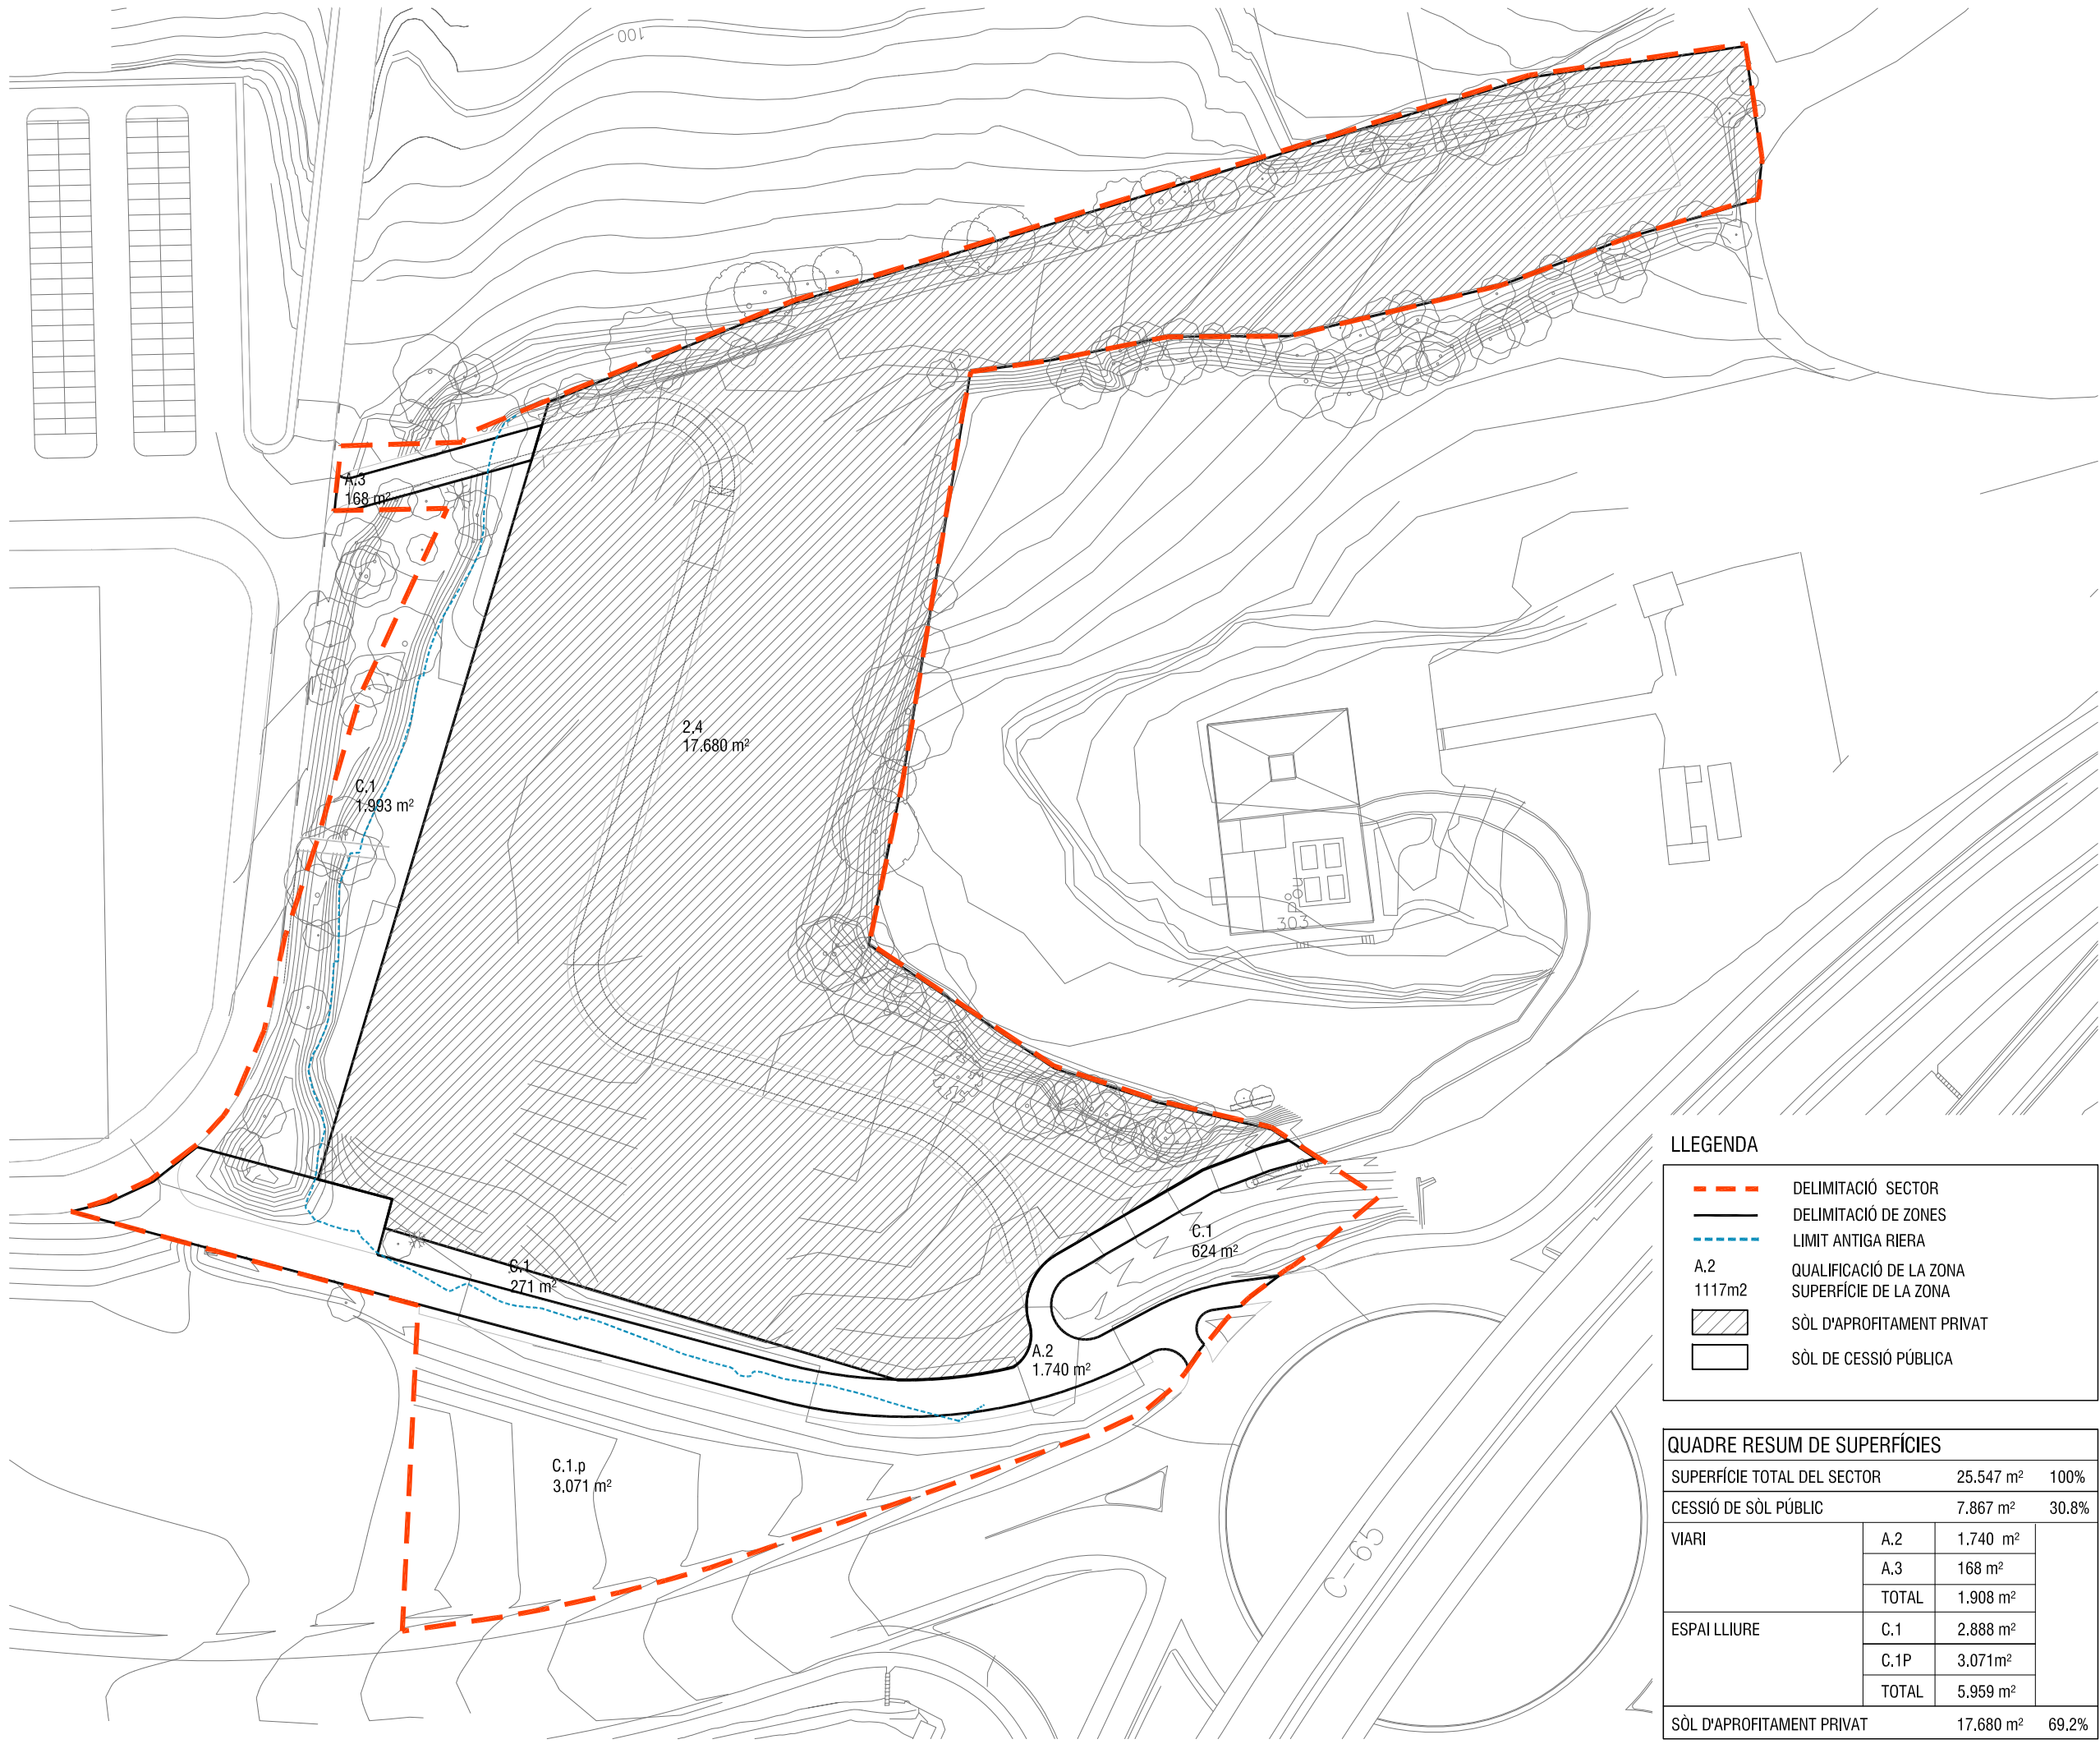 100
A.3
168 m²
2.4
17.680 m²
C.1
1.993 m²
303
C.1
624 m²
C.1
271 m²
A.2
1.740 m²
C.1.p
3.071 m²
C-65
LLEGENDA
DELIMITACIÓ SECTOR
DELIMITACIÓ DE ZONES
LIMIT ANTIGA RIERA
A.2 QUALIFICACIÓ DE LA ZONA
1117m2 SUPERFÍCIE DE LA ZONA
SÒL D'APROFITAMENT PRIVAT
SÒL DE CESSIÓ PÚBLICA
QUADRE RESUM DE SUPERFÍCIES
SUPERFÍCIE TOTAL DEL SECTOR 25.547 m² 100%
CESSIÓ DE SÒL PÚBLIC 7.867 m² 30.8%
VIARI A.2 1.740 m²
A.3 168 m²
TOTAL 1.908 m²
ESPAI LLIURE C.1 2.888 m²
C.1P 3.071m²
TOTAL 5.959 m²
SÒL D'APROFITAMENT PRIVAT 17.680 m² 69.2%